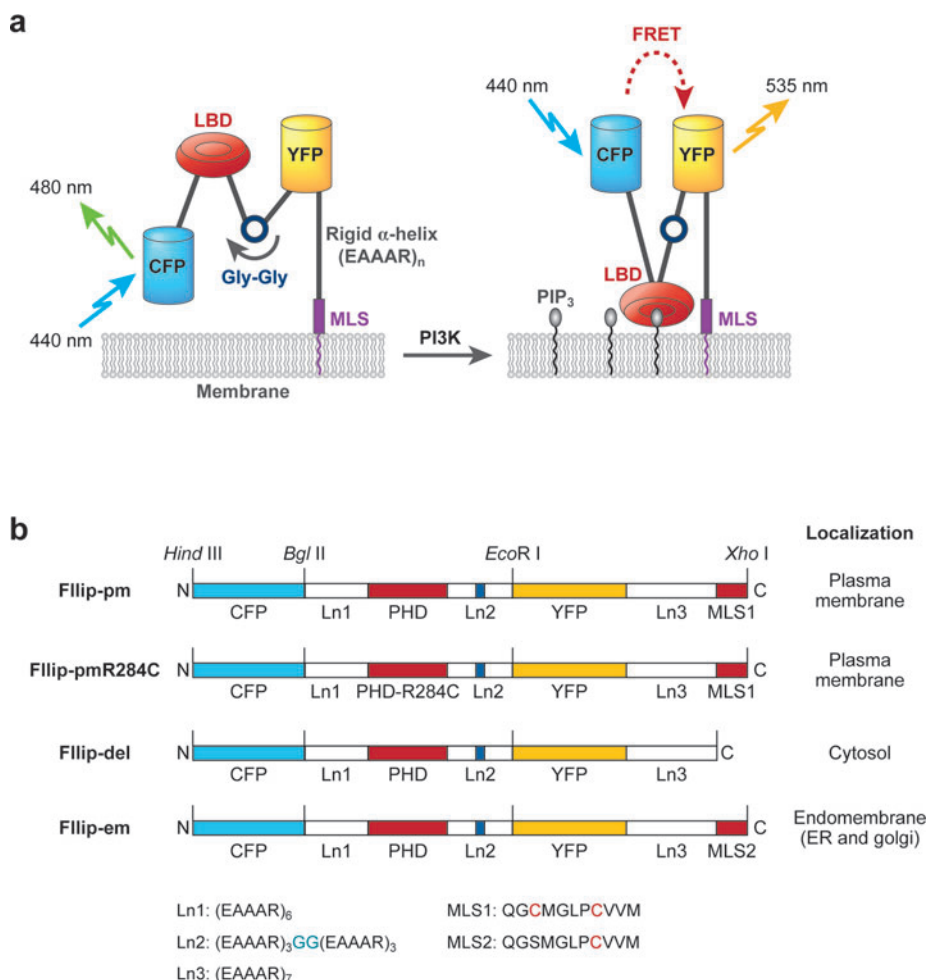 a
FRET
440 nm
535 nm
LBD
YFP
CFP
YFP
480 nm
Rigid α-helix
(EAAAR)n
CFP
Gly-Gly
LBD
PIP3
MLS
MLS
440 nm
PI3K
Membrane
b
Localization
Hind III
Bgl II
EcoR I
Xho I
Fllip-pm
N
C
Plasma
membrane
CFP
Ln1
PHD
Ln2
YFP
Ln3
MLS1
Fllip-pmR284C
N
C
Plasma
membrane
CFP
Ln1
PHD-R284C
Ln2
YFP
Ln3
MLS1
Fllip-del
N
C
Cytosol
CFP
Ln1
PHD
Ln2
YFP
Ln3
Fllip-em
N
C
Endomembrane
(ER and golgi)
CFP
Ln1
PHD
Ln2
YFP
Ln3
MLS2
Ln1: (EAAAR)6
MLS1: QGCMGLPCVVM
Ln2: (EAAAR)3GG(EAAAR)3
MLS2: QGSMGLPCVVM
Ln3: (EAAAR)7